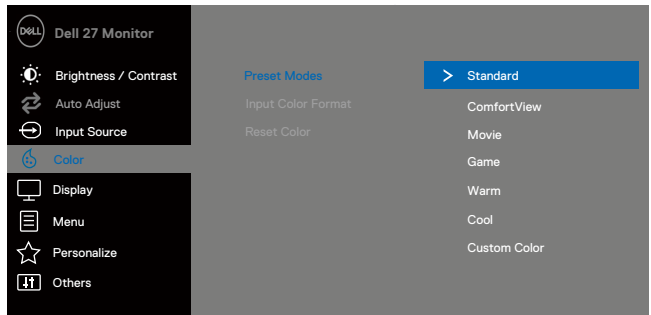 DELL Dell 27 Monitor
Brightness / Contrast Preset Modes > Standard
Auto Adjust Input Color Format ComfortView
Input Source Reset Color Movie
Color Game
Display Warm
Menu Cool
Personalize Custom Color
Others